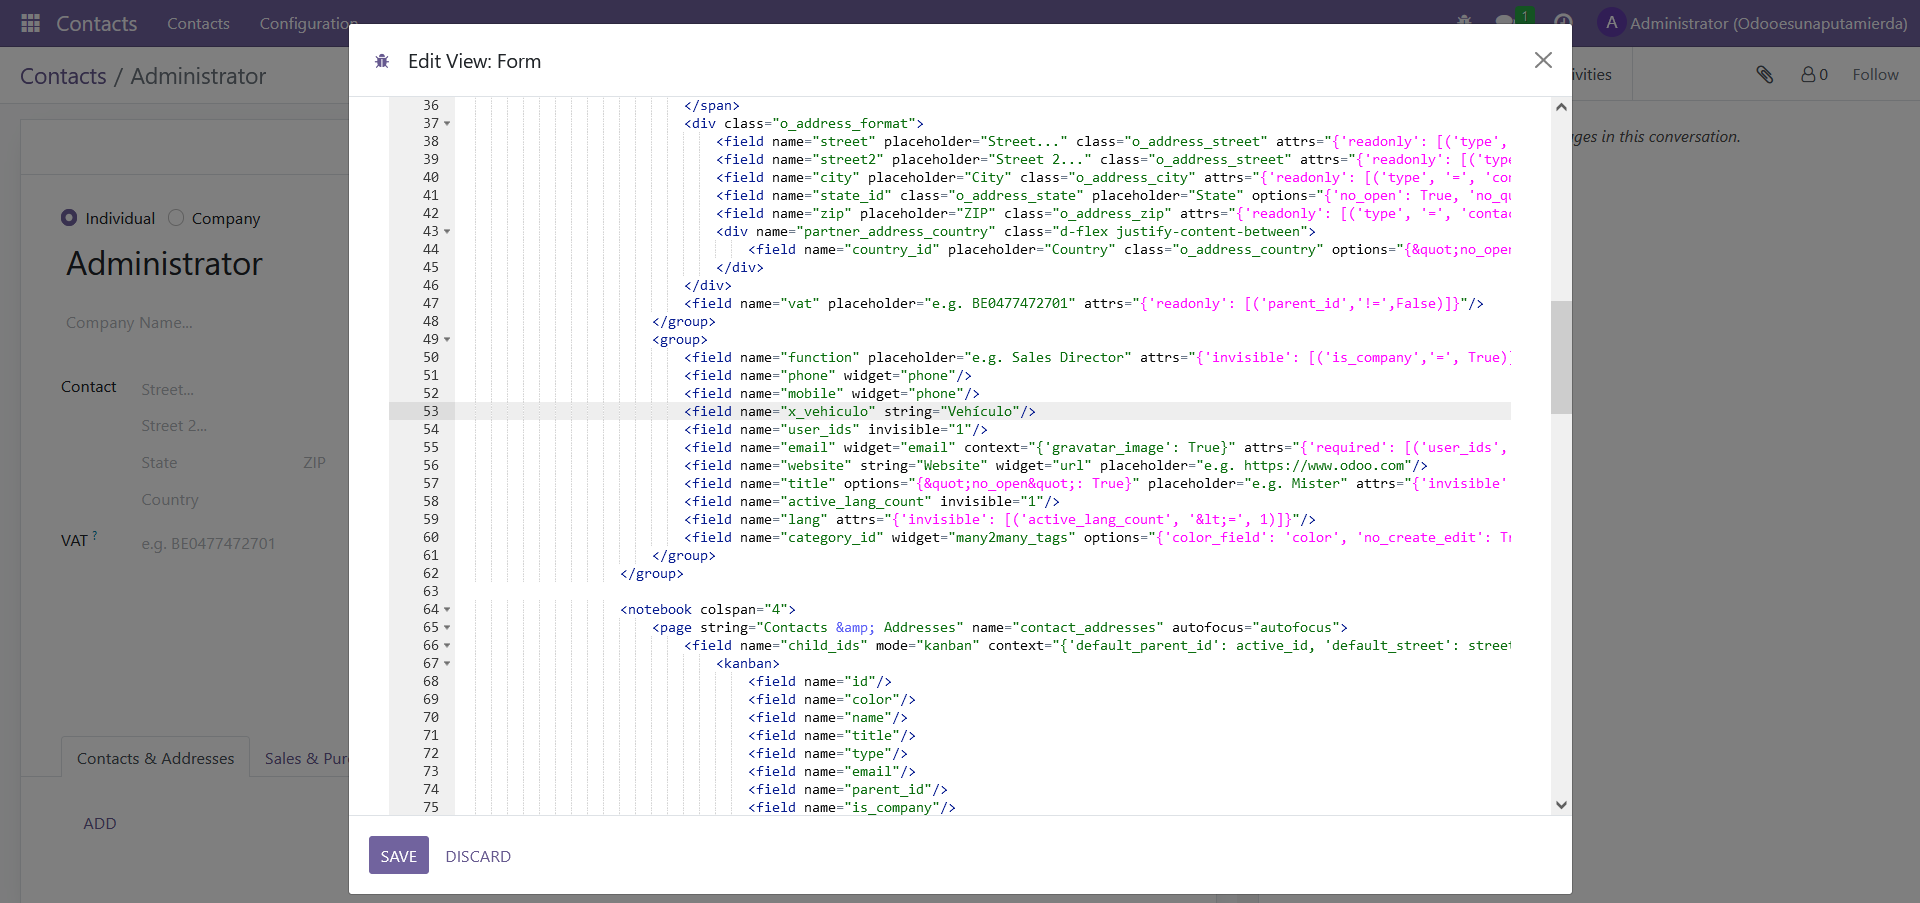 Contacts Contacts Configuration 1 A Administrator (Odooesunaputamierda)
Contacts / Administrator
ivities 0 Follow
Edit View: Form
ges in this conversation.
Individual Company
Administrator
Company Name...
Contact Street...
Street 2...
State ZIP
Country
VAT ? e.g. BE0477472701
Contacts & Addresses Sales & Pur
ADD
36 </span>
37 <div class="o_address_format">
38 <field name="street" placeholder="Street..." class="o_address_street" attrs="{'readonly': [('type',
39 <field name="street2" placeholder="Street 2..." class="o_address_street" attrs="{'readonly': [('type
40 <field name="city" placeholder="City" class="o_address_city" attrs="{'readonly': [('type', '=', 'con
41 <field name="state_id" class="o_address_state" placeholder="State" options="{'no_open': True, 'no_qu
42 <field name="zip" placeholder="ZIP" class="o_address_zip" attrs="{'readonly': [('type', '=', 'contac
43 <div name="partner_address_country" class="d-flex justify-content-between">
44 <field name="country_id" placeholder="Country" class="o_address_country" options="{&quot;no_open
45 </div>
46 </div>
47 <field name="vat" placeholder="e.g. BE0477472701" attrs="{'readonly': [('parent_id','!=',False)]}"/>
48 </group>
49 <group>
50 <field name="function" placeholder="e.g. Sales Director" attrs="{'invisible': [('is_company','=', True)]
51 <field name="phone" widget="phone"/>
52 <field name="mobile" widget="phone"/>
53 <field name="x_vehiculo" string="Vehículo"/>
54 <field name="user_ids" invisible="1"/>
55 <field name="email" widget="email" context="{'gravatar_image': True}" attrs="{'required': [('user_ids',
56 <field name="website" string="Website" widget="url" placeholder="e.g. https://www.odoo.com"/>
57 <field name="title" options="{&quot;no_open&quot;: True}" placeholder="e.g. Mister" attrs="{'invisible'
58 <field name="active_lang_count" invisible="1"/>
59 <field name="lang" attrs="{'invisible': [('active_lang_count', '&lt;=', 1)]}"/>
60 <field name="category_id" widget="many2many_tags" options="{'color_field': 'color', 'no_create_edit': Tr
61 </group>
62 </group>
63
64 <notebook colspan="4">
65 <page string="Contacts &amp; Addresses" name="contact_addresses" autofocus="autofocus">
66 <field name="child_ids" mode="kanban" context="{'default_parent_id': active_id, 'default_street': street
67 <kanban>
68 <field name="id"/>
69 <field name="color"/>
70 <field name="name"/>
71 <field name="title"/>
72 <field name="type"/>
73 <field name="email"/>
74 <field name="parent_id"/>
75 <field name="is_company"/>
SAVE DISCARD